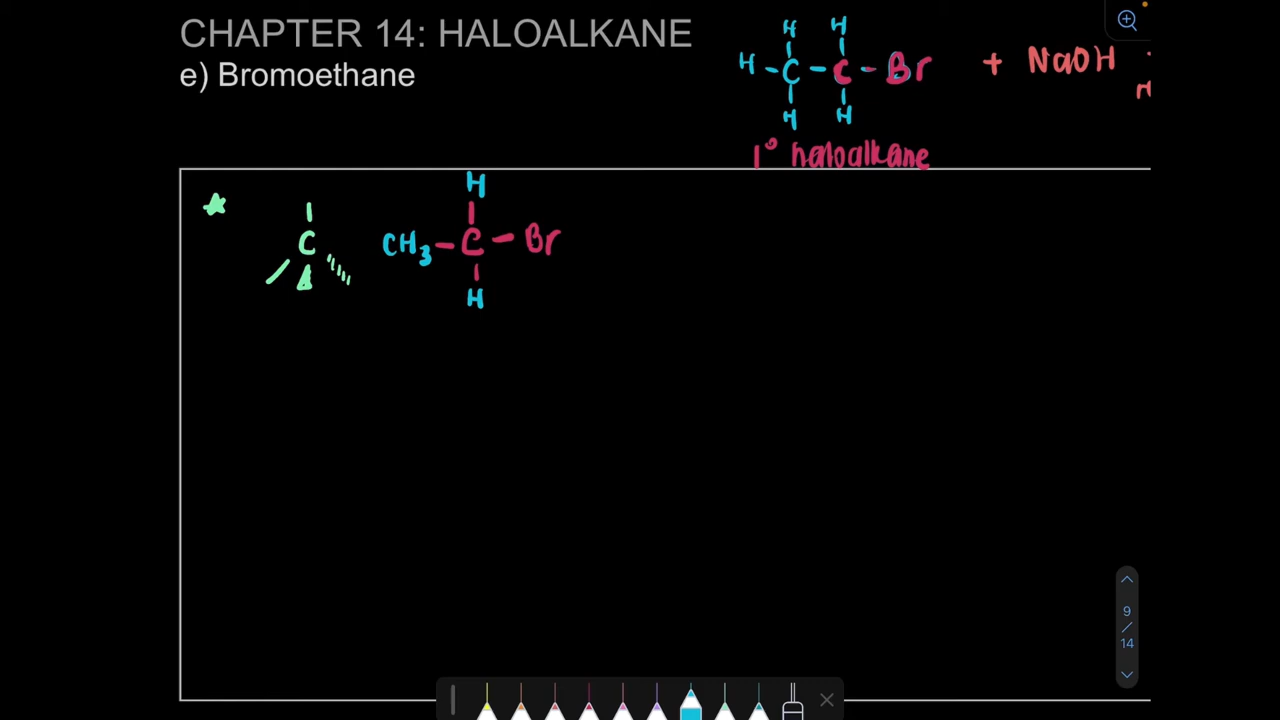 CHAPTER 14: HALOALKANE
e) Bromoethane
H H
H - C - C - Br + NaOH
H H
1° haloalkane
H
C CH3 - C - Br
H
9
/
14